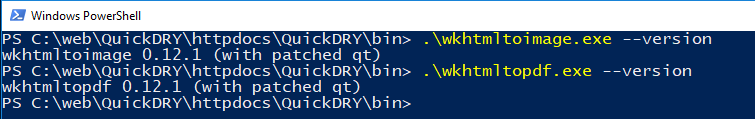 Windows PowerShell
PS C:\web\QuickDRY\httpdocs\QuickDRY\bin> .\wkhtmltoimage.exe --version
wkhtmltoimage 0.12.1 (with patched qt)
PS C:\web\QuickDRY\httpdocs\QuickDRY\bin> .\wkhtmltopdf.exe --version
wkhtmltopdf 0.12.1 (with patched qt)
PS C:\web\QuickDRY\httpdocs\QuickDRY\bin>